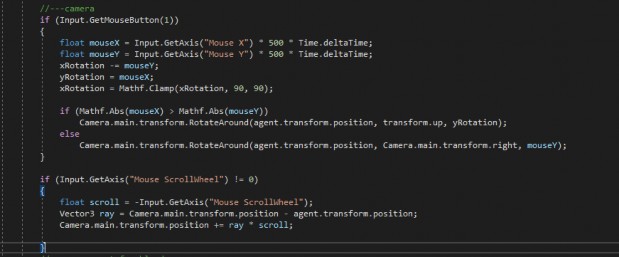 //---camera
if (Input.GetMouseButton(1))
{
float mouseX = Input.GetAxis("Mouse X") * 500 * Time.deltaTime;
float mouseY = Input.GetAxis("Mouse Y") * 500 * Time.deltaTime;
xRotation -= mouseY;
yRotation = mouseX;
xRotation = Mathf.Clamp(xRotation, 90, 90);
if (Mathf.Abs(mouseX) > Mathf.Abs(mouseY))
Camera.main.transform.RotateAround(agent.transform.position, transform.up, yRotation);
else
Camera.main.transform.RotateAround(agent.transform.position, Camera.main.transform.right, mouseY);
}
if (Input.GetAxis("Mouse ScrollWheel") != 0)
{
float scroll = -Input.GetAxis("Mouse ScrollWheel");
Vector3 ray = Camera.main.transform.position - agent.transform.position;
Camera.main.transform.position += ray * scroll;
}